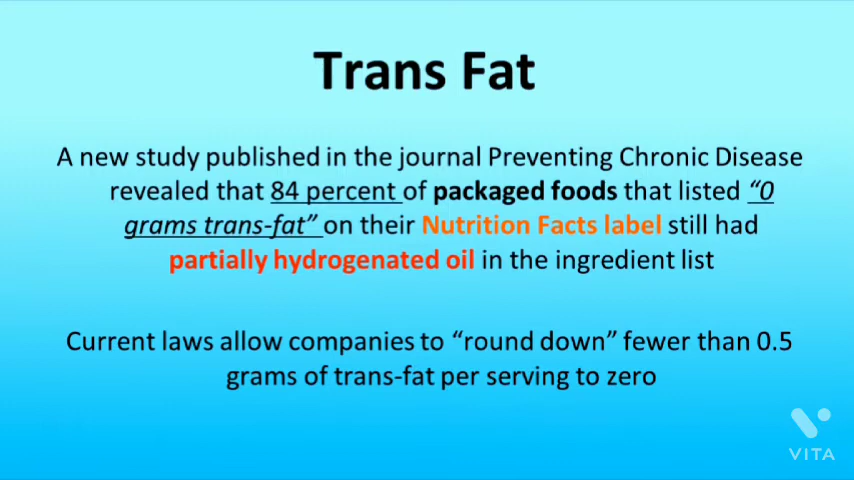 Trans Fat
A new study published in the journal Preventing Chronic Disease
revealed that 84 percent of packaged foods that listed “0
grams trans-fat” on their Nutrition Facts label still had
partially hydrogenated oil in the ingredient list
Current laws allow companies to “round down” fewer than 0.5
grams of trans-fat per serving to zero
VITA